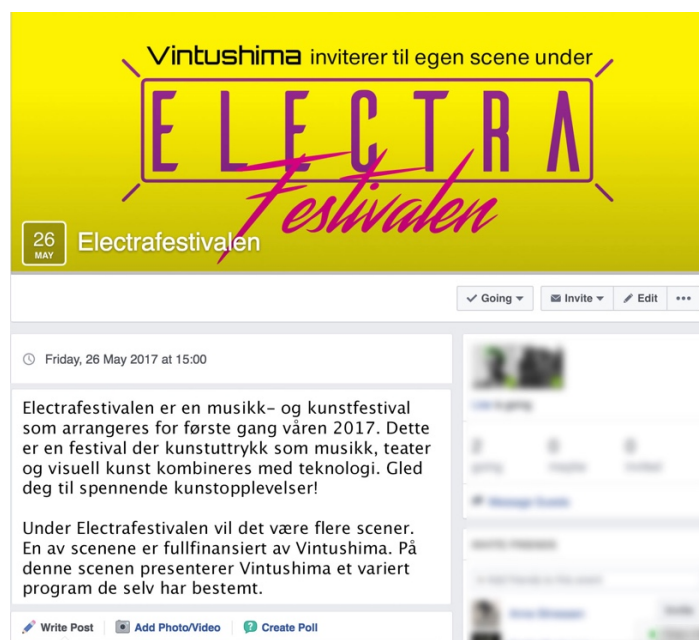 Vintushima inviterer til egen scene under
ELECTRA
Festivalen
26
MAY
Electrafestivalen
Going
Invite
Edit
Friday, 26 May 2017 at 15:00
Electrafestivalen er en musikk- og kunstfestival
som arrangeres for første gang våren 2017. Dette
er en festival der kunstuttrykk som musikk, teater
og visuell kunst kombineres med teknologi. Gled
deg til spennende kunstopplevelser!
Under Electrafestivalen vil det være flere scener.
En av scenene er fullfinansiert av Vintushima. På
denne scenen presenterer Vintushima et variert
program de selv har bestemt.
Write Post
Add Photo/Video
Create Poll